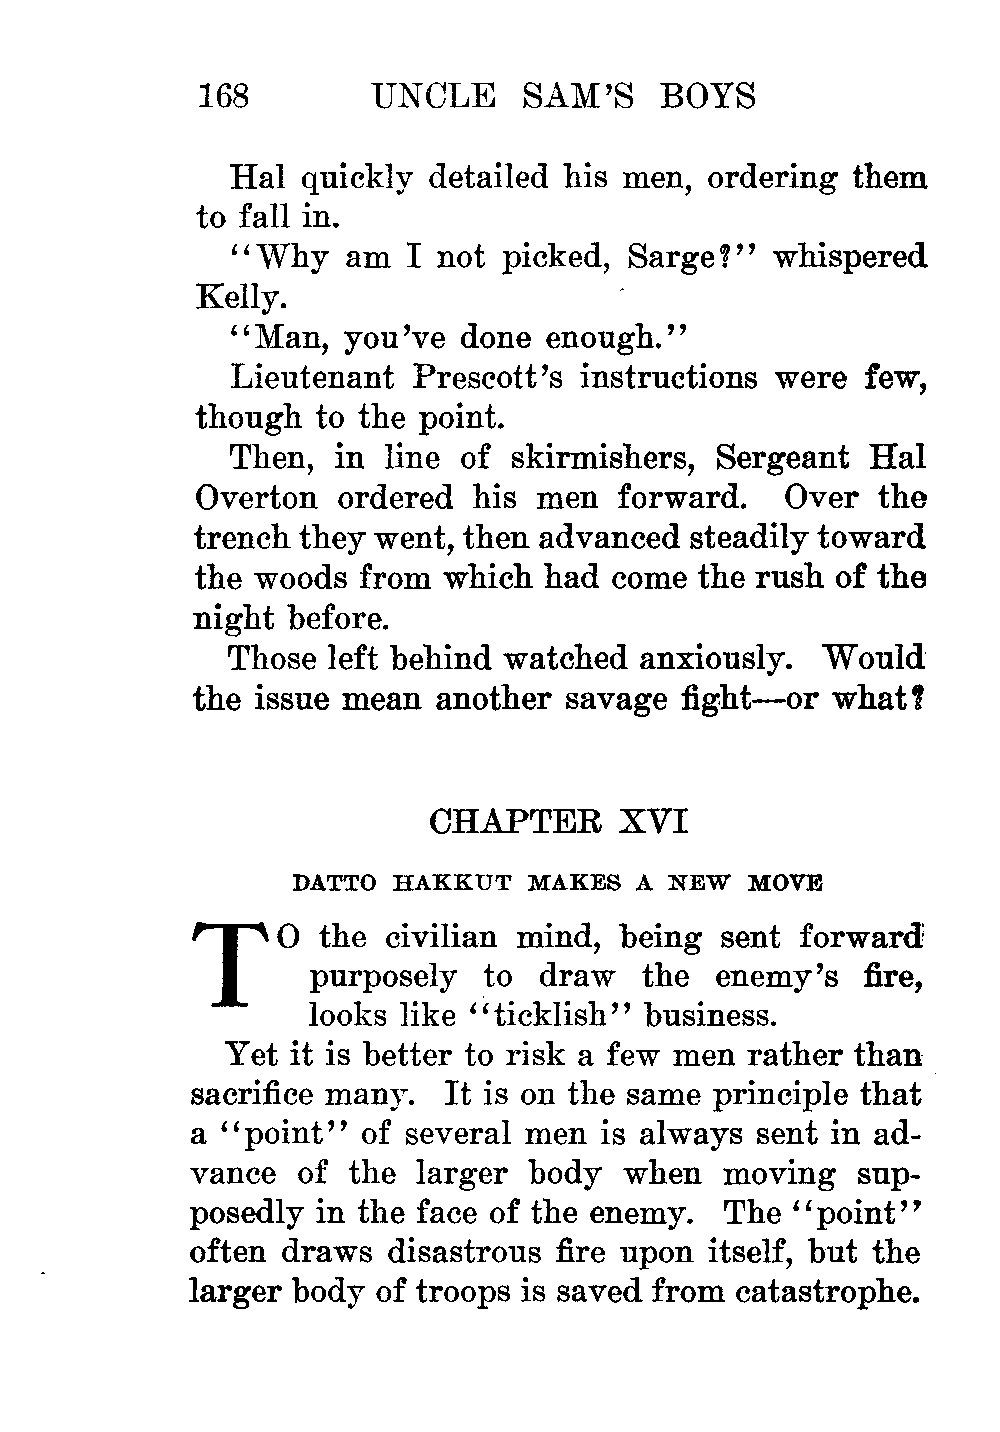 168 UNCLE SAM'S BOYS
Hal quickly detailed his men, ordering them
to fall in.
"Why am I not picked, Sarge?" whispered
Kelly.
"Man, you've done enough."
Lieutenant Prescott's instructions were few,
though to the point.
Then, in line of skirmishers, Sergeant Hal
Overton ordered his men forward. Over the
trench they went, then advanced steadily toward
the woods from which had come the rush of the
night before.
Those left behind watched anxiously. Would
the issue mean another savage fight—or what?
CHAPTER XVI
DATTO HAKKUT MAKES A NEW MOVE
TO the civilian mind, being sent forward
purposely to draw the enemy's fire,
looks like "ticklish" business.
Yet it is better to risk a few men rather than
sacrifice many. It is on the same principle that
a "point" of several men is always sent in ad-
vance of the larger body when moving sup-
posedly in the face of the enemy. The "point"
often draws disastrous fire upon itself, but the
larger body of troops is saved from catastrophe.